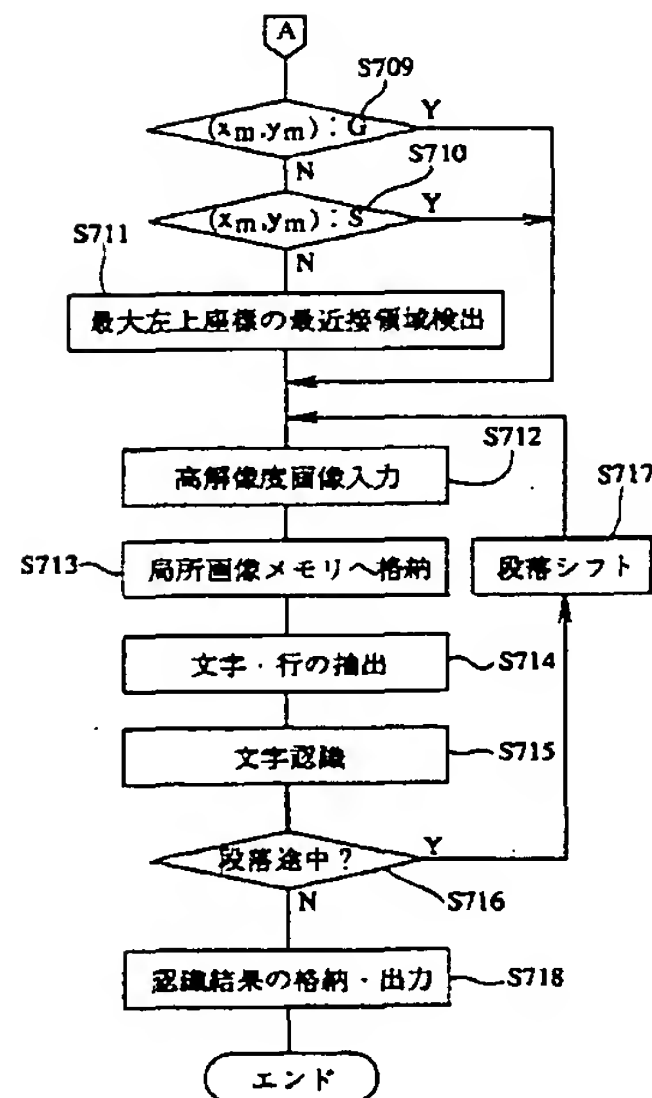 A
S709
(xm,ym):G
Y
N
S710
(xm,ym):S
Y
N
S711
最大左上座標の最近接領域検出
S712
高解像度画像入力
S717
段落シフト
S713
局所画像メモリへ格納
文字・行の抽出
S714
文字認識
S715
段落途中?
Y
N
S716
認識結果の格納・出力
S718
エンド